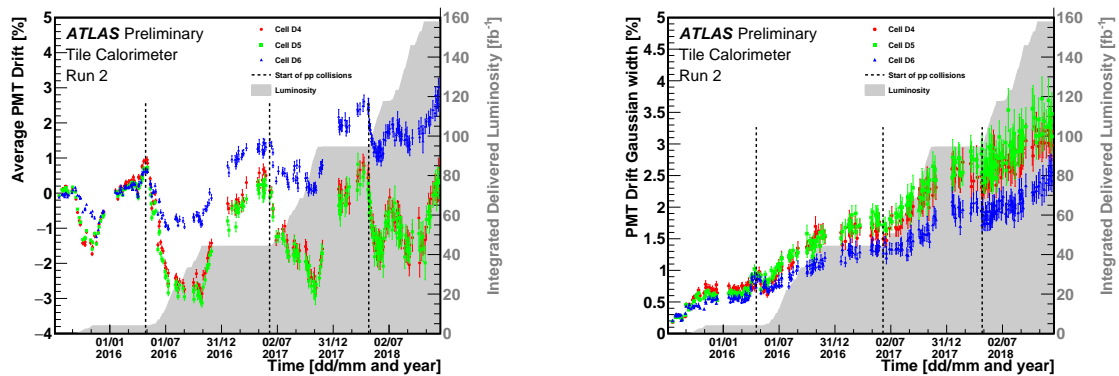 ATLAS Preliminary
Tile Calorimeter
Run 2
Cell D4
Cell D5
Cell D6
Start of pp collisions
Luminosity
Average PMT Drift [%]
5
4
3
2
1
0
−1
−2
−3
−4
160
140
120
100
80
60
40
20
0
Integrated Delivered Luminosity [fb-1]
01/01 01/07 31/12 02/07 31/12 02/07
2016 2016 2016 2017 2017 2018
Time [dd/mm and year]
ATLAS Preliminary
Tile Calorimeter
Run 2
Cell D4
Cell D5
Cell D6
Start of pp collisions
Luminosity
PMT Drift Gaussian width [%]
5
4.5
4
3.5
3
2.5
2
1.5
1
0.5
0
160
140
120
100
80
60
40
20
0
Integrated Delivered Luminosity [fb-1]
01/01 01/07 31/12 02/07 31/12 02/07
2016 2016 2016 2017 2017 2018
Time [dd/mm and year]